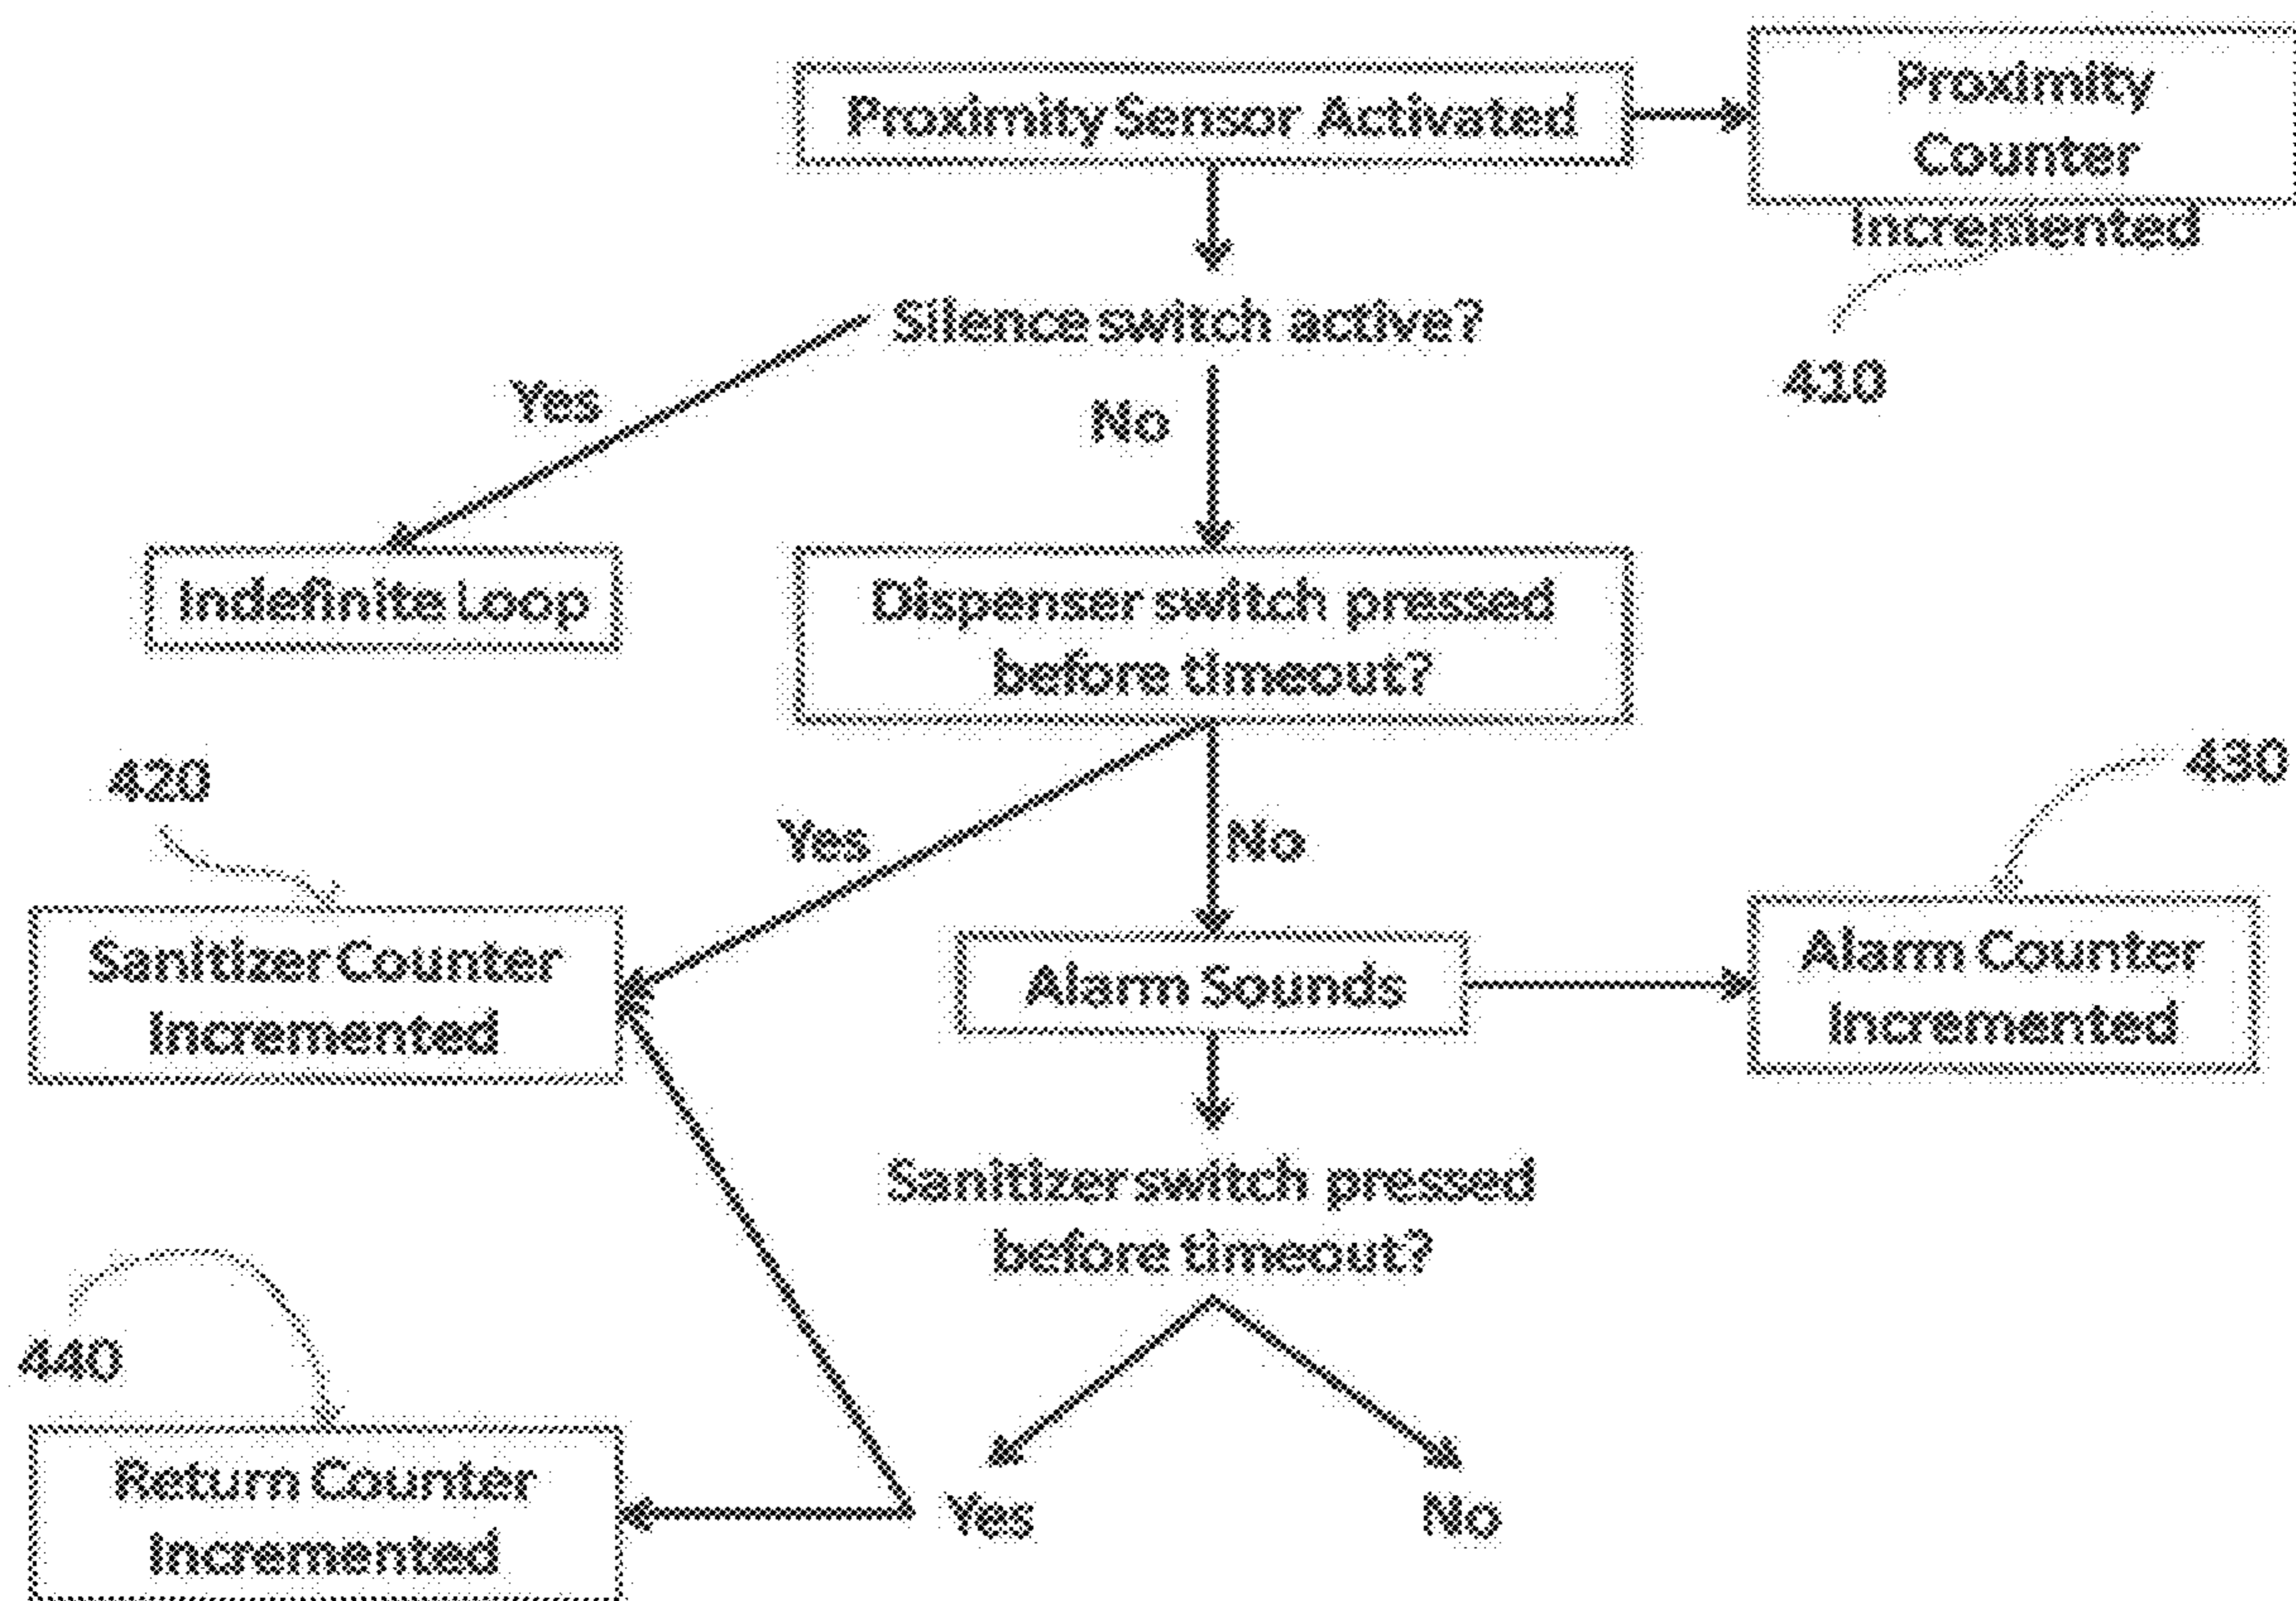 Proximity Sensor Activated
Proximity
Counter
Incremented
410
Silence switch active?
Yes
No
Indefinite Loop
Dispenser switch pressed
before timeout?
420
430
Yes
No
Sanitizer Counter
Incremented
Alarm Sounds
Alarm Counter
Incremented
Sanitizer switch pressed
before timeout?
440
Return Counter
Incremented
Yes
No